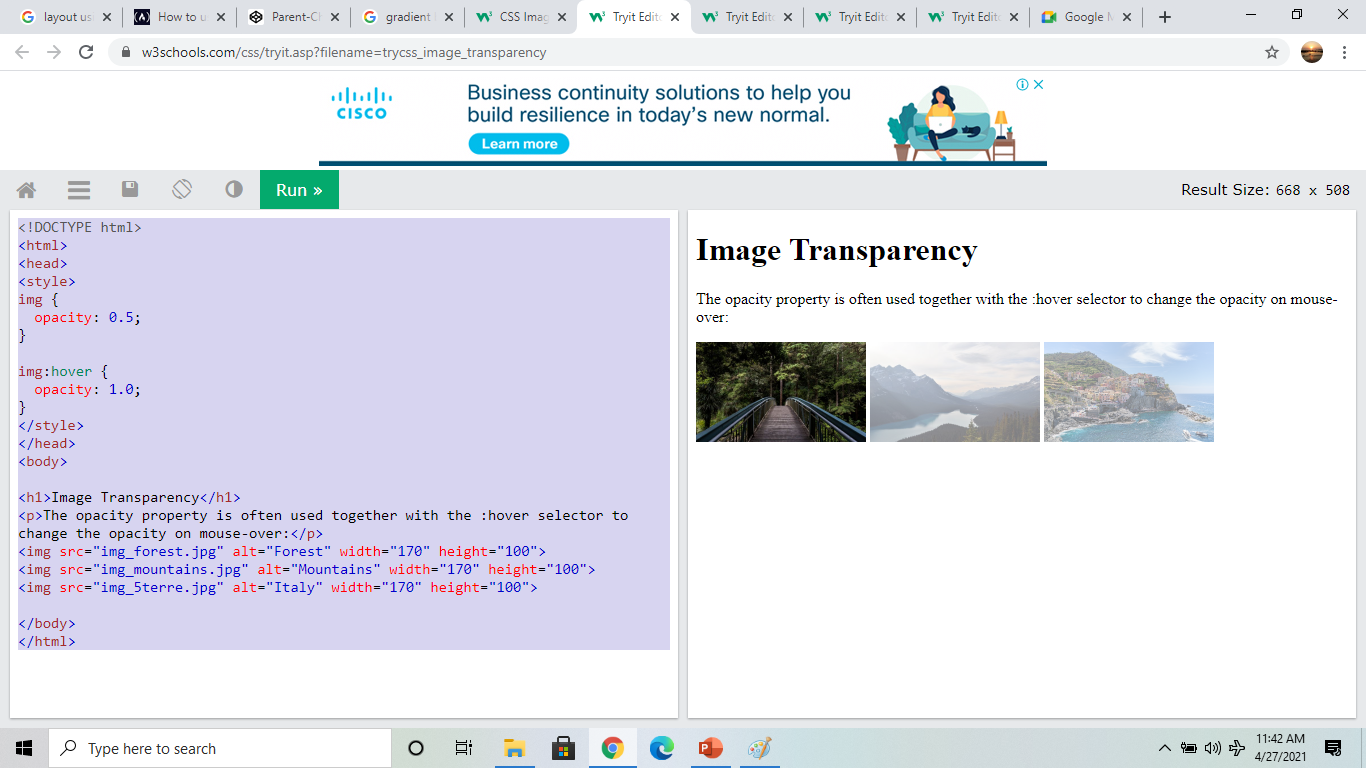 layout us
How to u
Parent-C
gradient
CSS Imag
Tryit Edit
Tryit Edit
Tryit Edit
Tryit Edit
Google
w3schools.com/css/tryit.asp?filename=trycss_image_transparency
CISCO
Business continuity solutions to help you
build resilience in today's new normal.
Learn more
Run »
Result Size: 668 x 508
<!DOCTYPE html>
<html>
<head>
<style>
img {
  opacity: 0.5;
}
img:hover {
  opacity: 1.0;
}
</style>
</head>
<body>
<h1>Image Transparency</h1>
<p>The opacity property is often used together with the :hover selector to
change the opacity on mouse-over:</p>
<img src="img_forest.jpg" alt="Forest" width="170" height="100">
<img src="img_mountains.jpg" alt="Mountains" width="170" height="100">
<img src="img_5terre.jpg" alt="Italy" width="170" height="100">
</body>
</html>
Image Transparency
The opacity property is often used together with the :hover selector to change the opacity on mouse-
over:
Type here to search
11:42 AM
4/27/2021